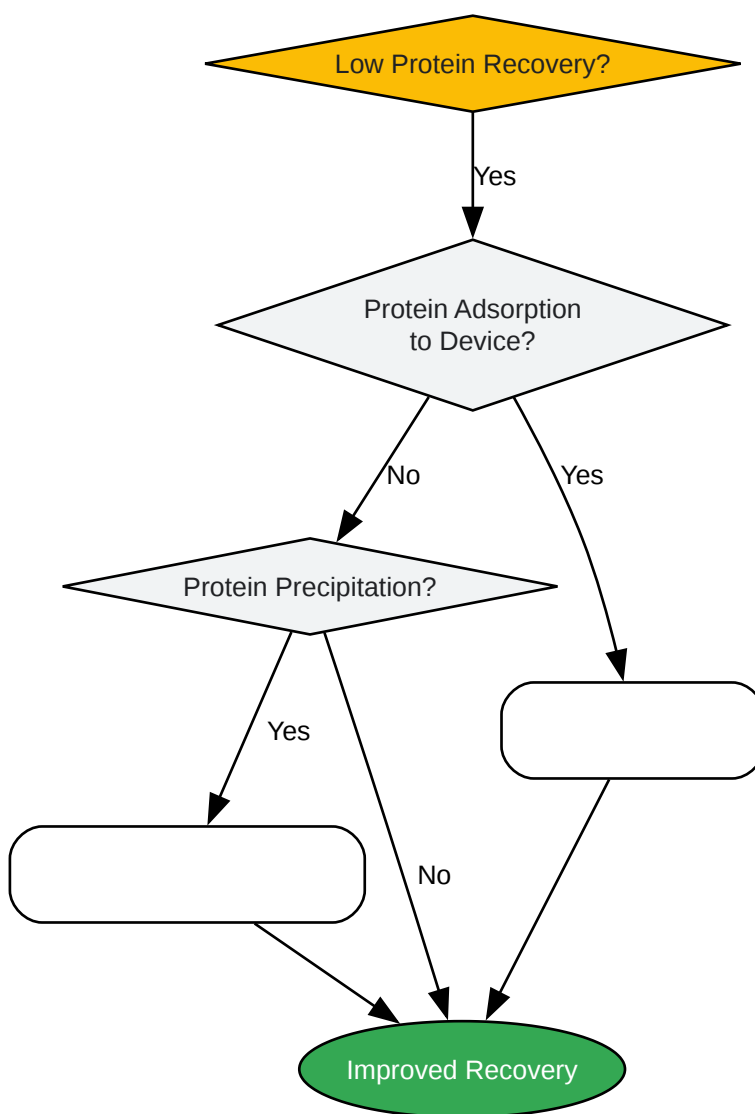 Low Protein Recovery?
Yes
Protein Adsorption
to Device?
No
Yes
Protein Precipitation?
Yes
No
Improved Recovery